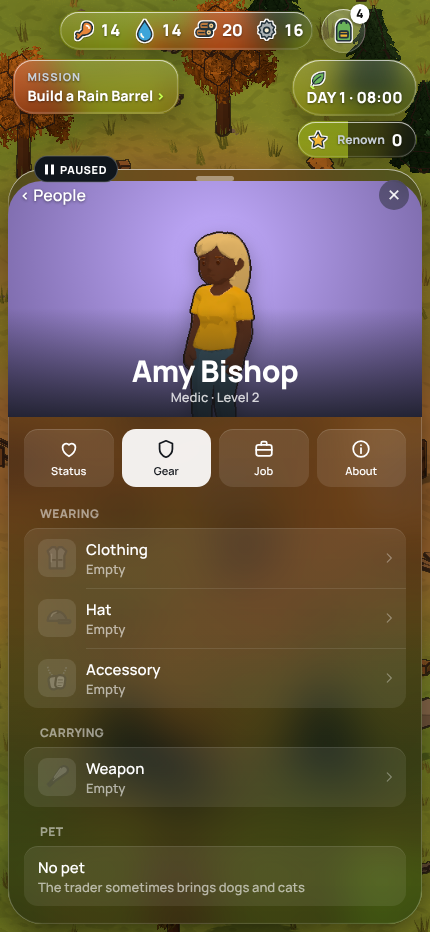 14 14 20 16 4
MISSION
Build a Rain Barrel ›
DAY 1 · 08:00
Renown 0
PAUSED
‹ People
Amy Bishop
Medic · Level 2
Status Gear Job About
WEARING
Clothing
Empty
Hat
Empty
Accessory
Empty
CARRYING
Weapon
Empty
PET
No pet
The trader sometimes brings dogs and cats